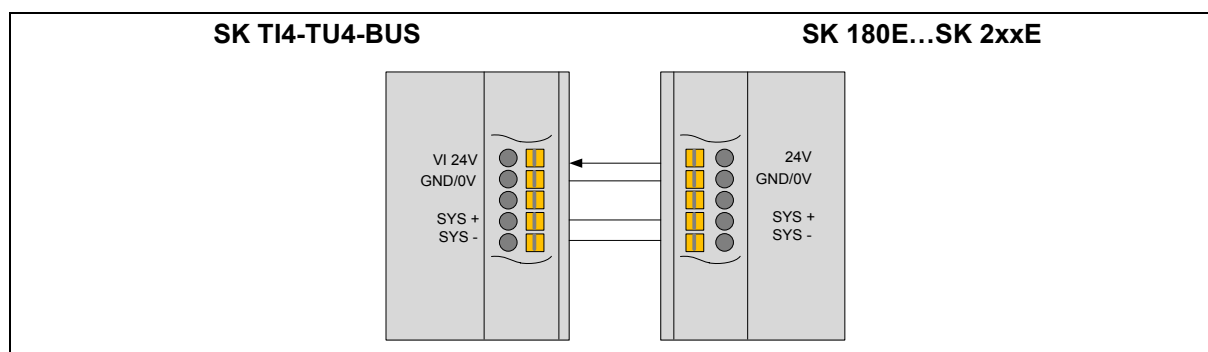 SK TI4-TU4-BUS SK 180E…SK 2xxE
VI 24V 24V
GND/0V GND/0V
SYS + SYS +
SYS - SYS -